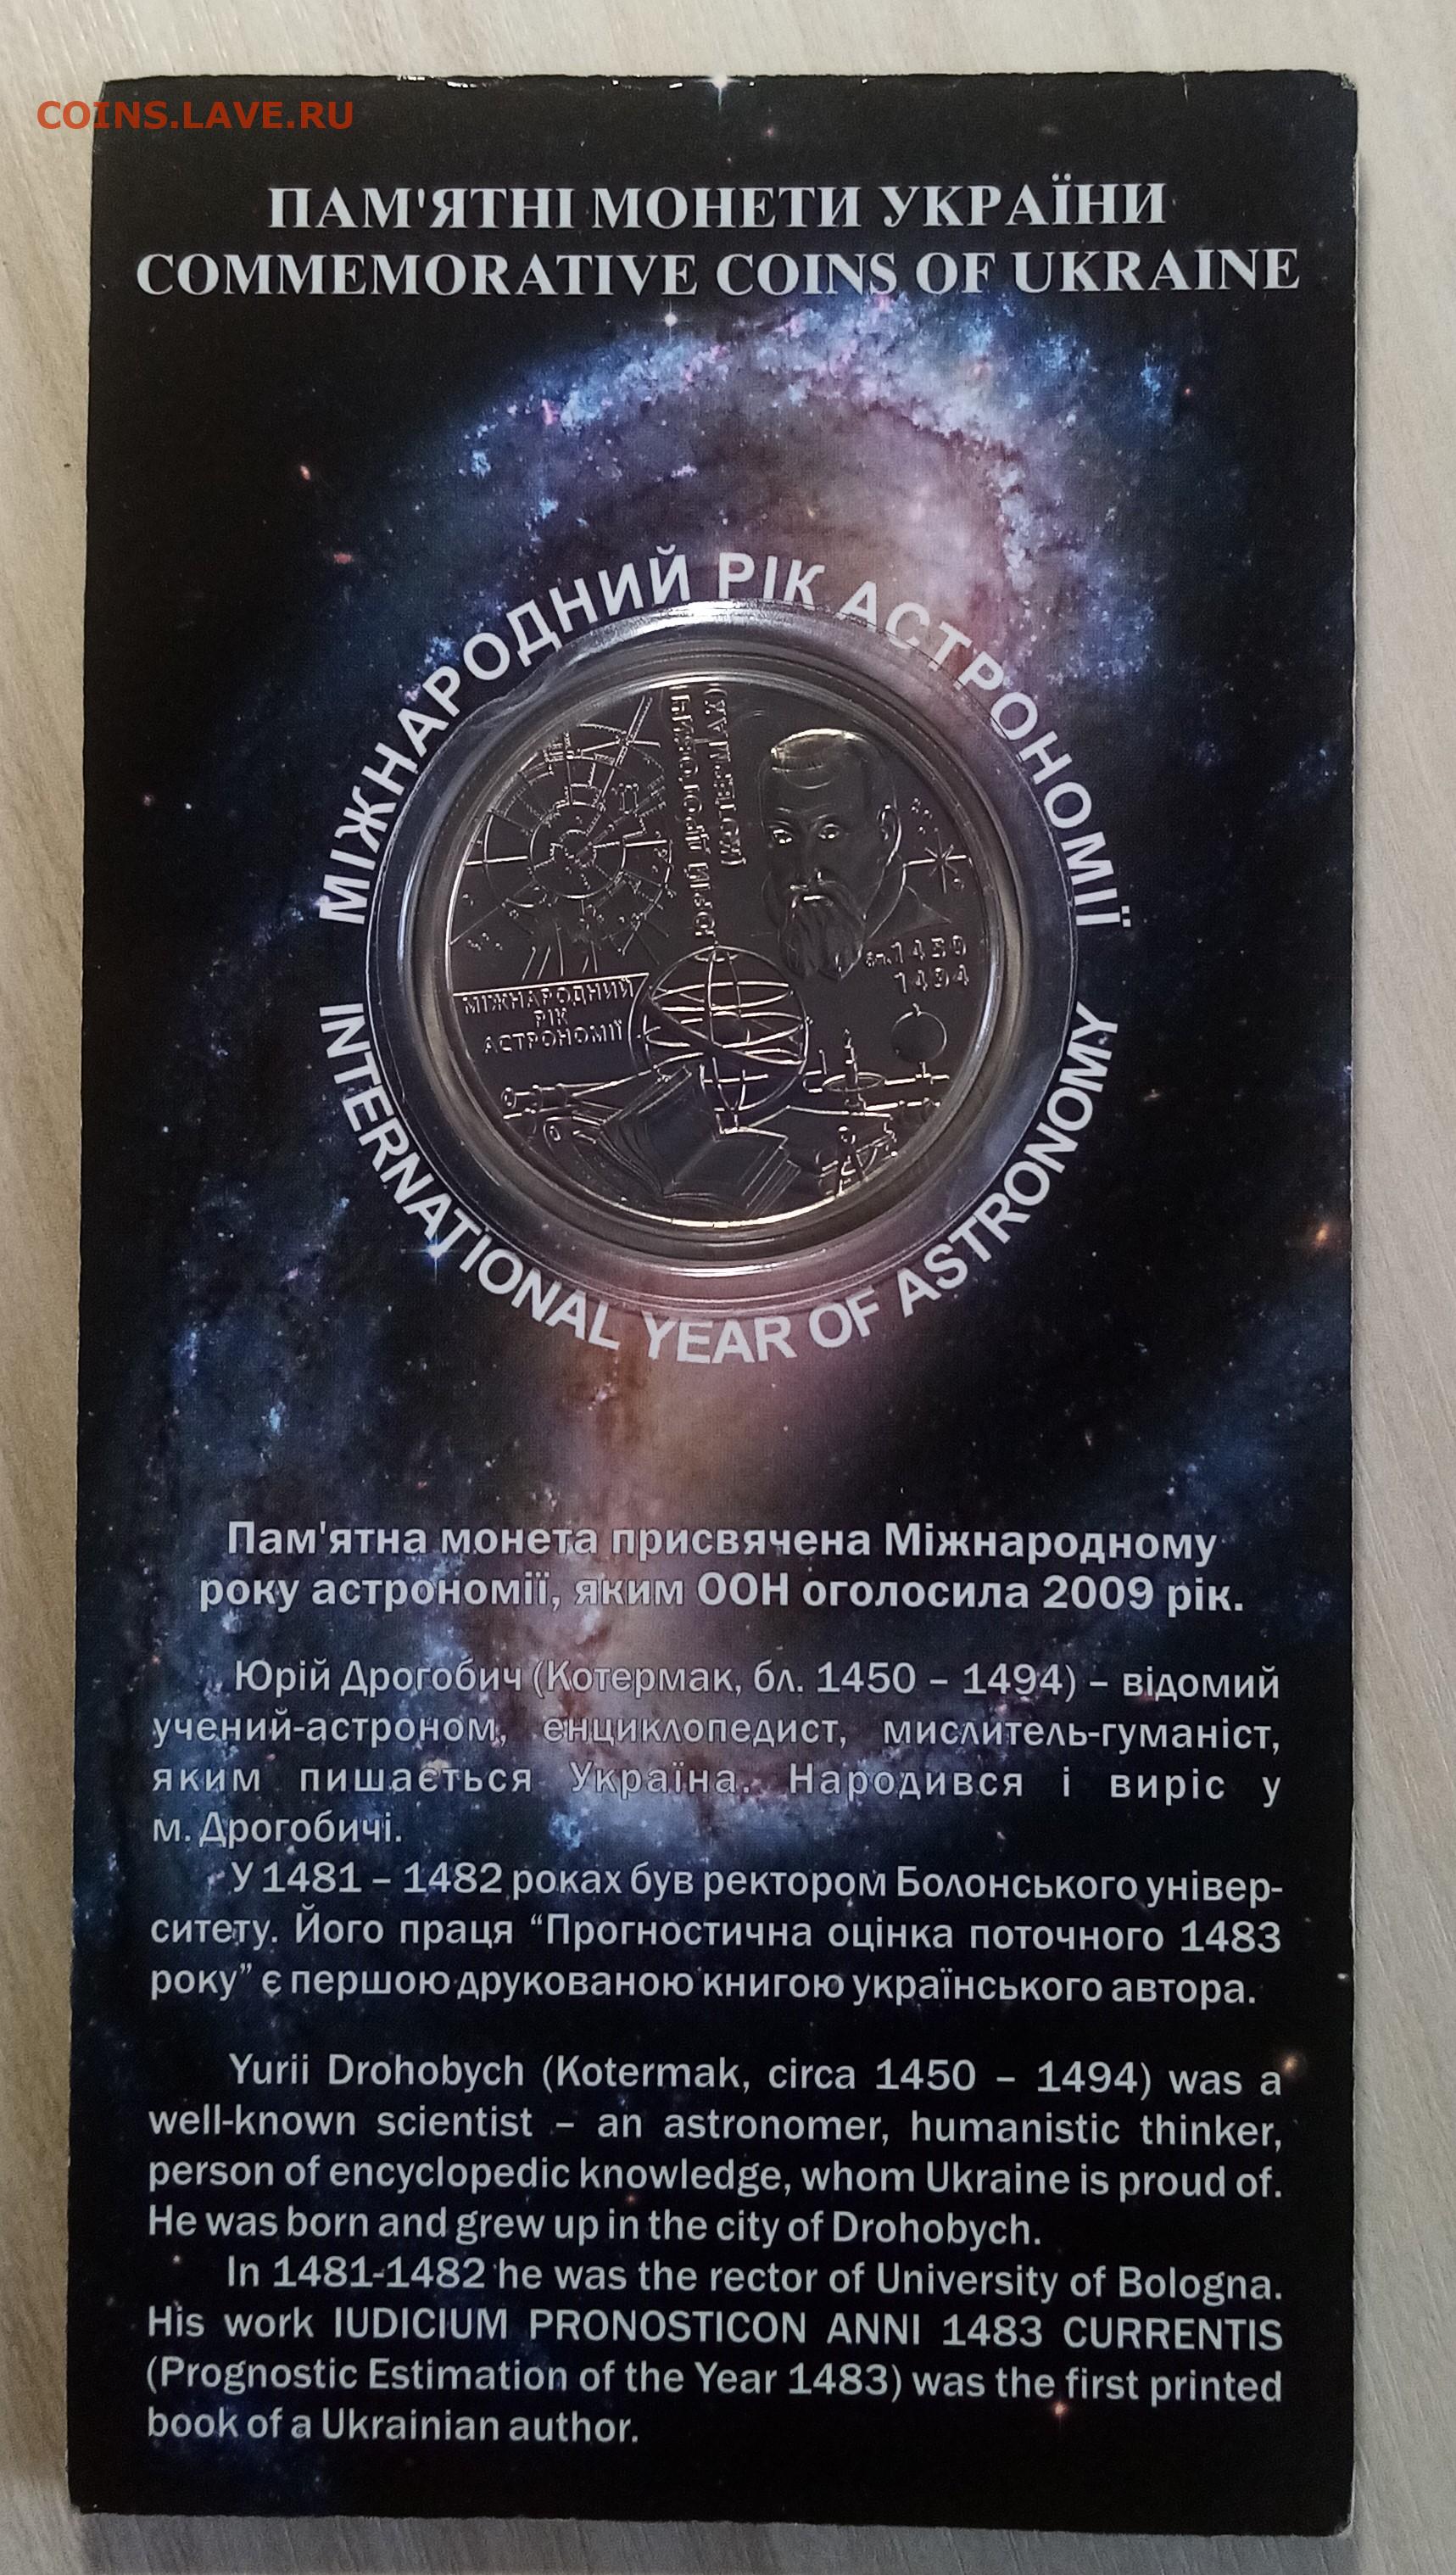 COINS.LAVE.RU
ПАМ'ЯТНІ МОНЕТИ УКРАЇНИ
COMMEMORATIVE COINS OF UKRAINE
МІЖНАРОДНИЙ РІК АСТРОНОМІЇ
ЮРІЙ ДРОГОБИЧ
(КОТЕРМАК)
бл.1450
1494
МІЖНАРОДНИЙ
РІК
АСТРОНОМІЇ
INTERNATIONAL YEAR OF ASTRONOMY
Пам'ятна монета присвячена Міжнародному
року астрономії, яким ООН оголосила 2009 рік.
Юрій Дрогобич (Котермак, бл. 1450 – 1494) – відомий
учений-астроном, енциклопедист, мислитель-гуманіст,
яким пишається Україна. Народився і виріс у
м. Дрогобичі.
У 1481 – 1482 роках був ректором Болонського універ-
ситету. Його праця “Прогностична оцінка поточного 1483
року” є першою друкованою книгою українського автора.
Yurii Drohobych (Kotermak, circa 1450 – 1494) was a
well-known scientist – an astronomer, humanistic thinker,
person of encyclopedic knowledge, whom Ukraine is proud of.
He was born and grew up in the city of Drohobych.
In 1481-1482 he was the rector of University of Bologna.
His work IUDICIUM PRONOSTICON ANNI 1483 CURRENTIS
(Prognostic Estimation of the Year 1483) was the first printed
book of a Ukrainian author.